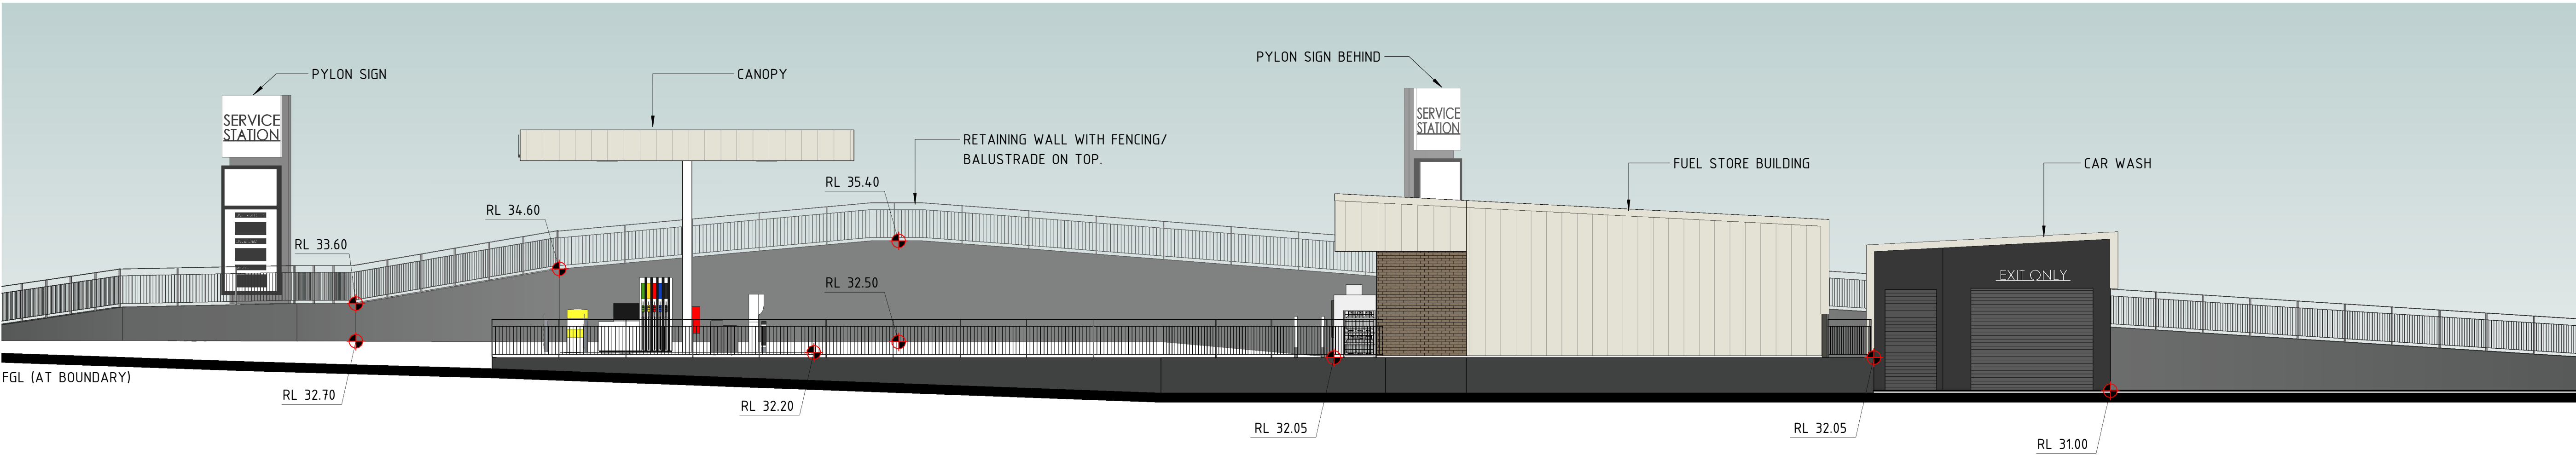 PYLON SIGN
CANOPY
PYLON SIGN BEHIND
SERVICE
STATION
SERVICE
STATION
RETAINING WALL WITH FENCING/
BALUSTRADE ON TOP.
FUEL STORE BUILDING
CAR WASH
RL 35.40
RL 34.60
RL 33.60
EXIT ONLY
RL 32.50
FGL (AT BOUNDARY)
RL 32.70
RL 32.20
RL 32.05
RL 32.05
RL 31.00